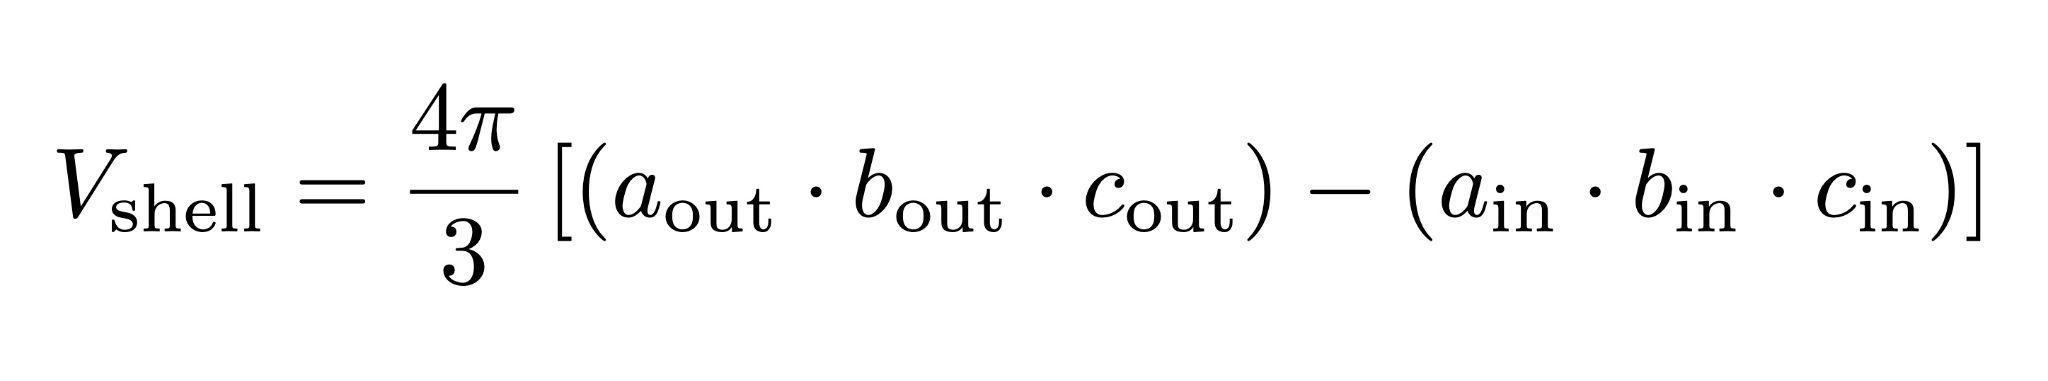 V_shell = 4π/3 [(a_out · b_out · c_out) − (a_in · b_in · c_in)]